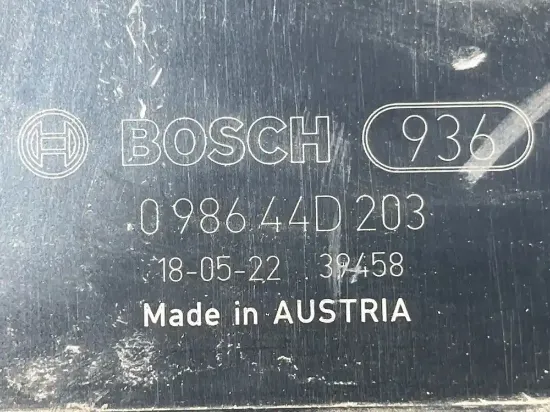 BOSCH 936
0 986 44D 203
18-05-22 39458
Made in AUSTRIA